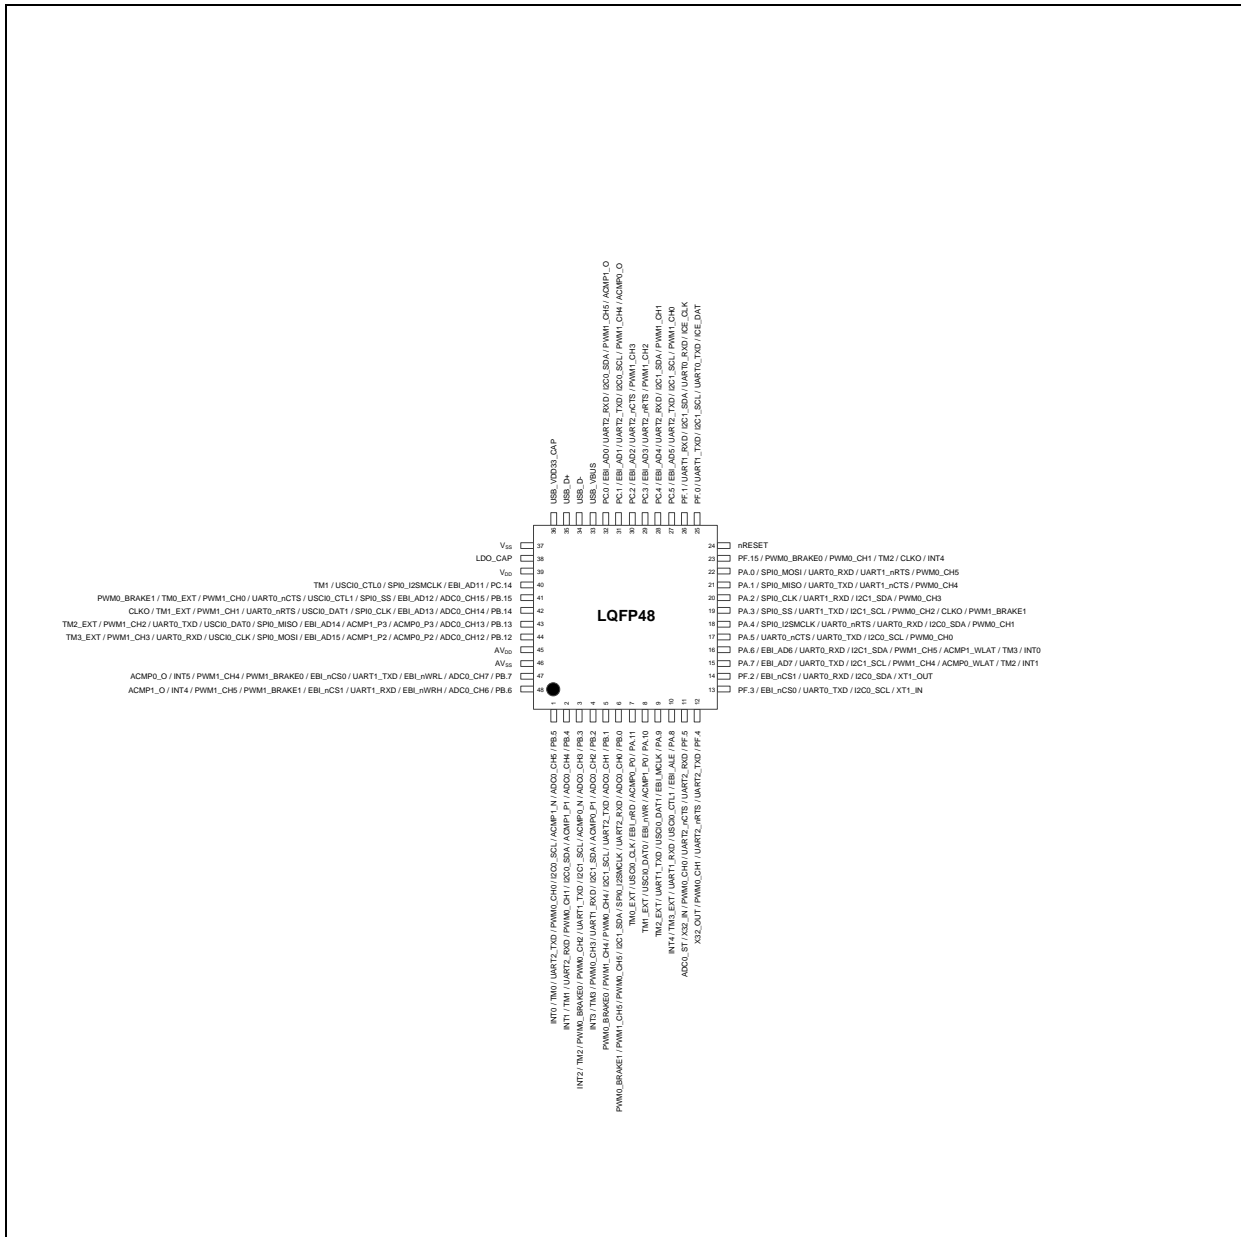 USB_VDD33_CAP
USB_D+
USB_D-
USB_VBUS
PC.0 / EBI_AD0 / UART2_RXD / I2C0_SDA / PWM1_CH5 / ACMP1_O
PC.1 / EBI_AD1 / UART2_TXD / I2C0_SCL / PWM1_CH4 / ACMP0_O
PC.2 / EBI_AD2 / UART2_nCTS / PWM1_CH3
PC.3 / EBI_AD3 / UART2_nRTS / PWM1_CH2
PC.4 / EBI_AD4 / UART2_RXD / I2C1_SDA / PWM1_CH1
PC.5 / EBI_AD5 / UART2_TXD / I2C1_SCL / PWM1_CH0
PF.1 / UART1_RXD / I2C1_SDA / UART0_RXD / ICE_CLK
PF.0 / UART1_TXD / I2C1_SCL / UART0_TXD / ICE_DAT
36 35 34 33 32 31 30 29 28 27 26 25
VSS 37
LDO_CAP 38
VDD 39
TM1 / USCI0_CTL0 / SPI0_I2SMCLK / EBI_AD11 / PC.14 40
PWM0_BRAKE1 / TM0_EXT / PWM1_CH0 / UART0_nCTS / USCI0_CTL1 / SPI0_SS / EBI_AD12 / ADC0_CH15 / PB.15 41
CLKO / TM1_EXT / PWM1_CH1 / UART0_nRTS / USCI0_DAT1 / SPI0_CLK / EBI_AD13 / ADC0_CH14 / PB.14 42
TM2_EXT / PWM1_CH2 / UART0_TXD / USCI0_DAT0 / SPI0_MISO / EBI_AD14 / ACMP1_P3 / ACMP0_P3 / ADC0_CH13 / PB.13 43
TM3_EXT / PWM1_CH3 / UART0_RXD / USCI0_CLK / SPI0_MOSI / EBI_AD15 / ACMP1_P2 / ACMP0_P2 / ADC0_CH12 / PB.12 44
AVDD 45
AVSS 46
ACMP0_O / INT5 / PWM1_CH4 / PWM1_BRAKE0 / EBI_nCS0 / UART1_TXD / EBI_nWRL / ADC0_CH7 / PB.7 47
ACMP1_O / INT4 / PWM1_CH5 / PWM1_BRAKE1 / EBI_nCS1 / UART1_RXD / EBI_nWRH / ADC0_CH6 / PB.6 48
LQFP48
24 nRESET
23 PF.15 / PWM0_BRAKE0 / PWM0_CH1 / TM2 / CLKO / INT4
22 PA.0 / SPI0_MOSI / UART0_RXD / UART1_nRTS / PWM0_CH5
21 PA.1 / SPI0_MISO / UART0_TXD / UART1_nCTS / PWM0_CH4
20 PA.2 / SPI0_CLK / UART1_RXD / I2C1_SDA / PWM0_CH3
19 PA.3 / SPI0_SS / UART1_TXD / I2C1_SCL / PWM0_CH2 / CLKO / PWM1_BRAKE1
18 PA.4 / SPI0_I2SMCLK / UART0_nRTS / UART0_RXD / I2C0_SDA / PWM0_CH1
17 PA.5 / UART0_nCTS / UART0_TXD / I2C0_SCL / PWM0_CH0
16 PA.6 / EBI_AD6 / UART0_RXD / I2C1_SDA / PWM1_CH5 / ACMP1_WLAT / TM3 / INT0
15 PA.7 / EBI_AD7 / UART0_TXD / I2C1_SCL / PWM1_CH4 / ACMP0_WLAT / TM2 / INT1
14 PF.2 / EBI_nCS1 / UART0_RXD / I2C0_SDA / XT1_OUT
13 PF.3 / EBI_nCS0 / UART0_TXD / I2C0_SCL / XT1_IN
1 2 3 4 5 6 7 8 9 10 11 12
INT0 / TM0 / UART2_TXD / PWM0_CH0 / I2C0_SCL / ACMP1_N / ADC0_CH5 / PB.5
INT1 / TM1 / UART2_RXD / PWM0_CH1 / I2C0_SDA / ACMP1_P1 / ADC0_CH4 / PB.4
INT2 / TM2 / PWM0_BRAKE0 / PWM0_CH2 / UART1_TXD / I2C1_SCL / ACMP0_N / ADC0_CH3 / PB.3
INT3 / TM3 / PWM0_CH3 / UART1_RXD / I2C1_SDA / ACMP0_P1 / ADC0_CH2 / PB.2
PWM0_BRAKE0 / PWM1_CH4 / PWM0_CH4 / I2C1_SCL / UART2_TXD / ADC0_CH1 / PB.1
PWM0_BRAKE1 / PWM1_CH5 / PWM0_CH5 / I2C1_SDA / SPI0_I2SMCLK / UART2_RXD / ADC0_CH0 / PB.0
TM0_EXT / USCI0_CLK / EBI_nRD / ACMP0_P0 / PA.11
TM1_EXT / USCI0_DAT0 / EBI_nWR / ACMP1_P0 / PA.10
TM2_EXT / UART1_TXD / USCI0_DAT1 / EBI_MCLK / PA.9
INT4 / TM3_EXT / UART1_RXD / USCI0_CTL1 / EBI_ALE / PA.8
ADC0_ST / X32_IN / PWM0_CH0 / UART2_nCTS / UART2_RXD / PF.5
X32_OUT / PWM0_CH1 / UART2_nRTS / UART2_TXD / PF.4